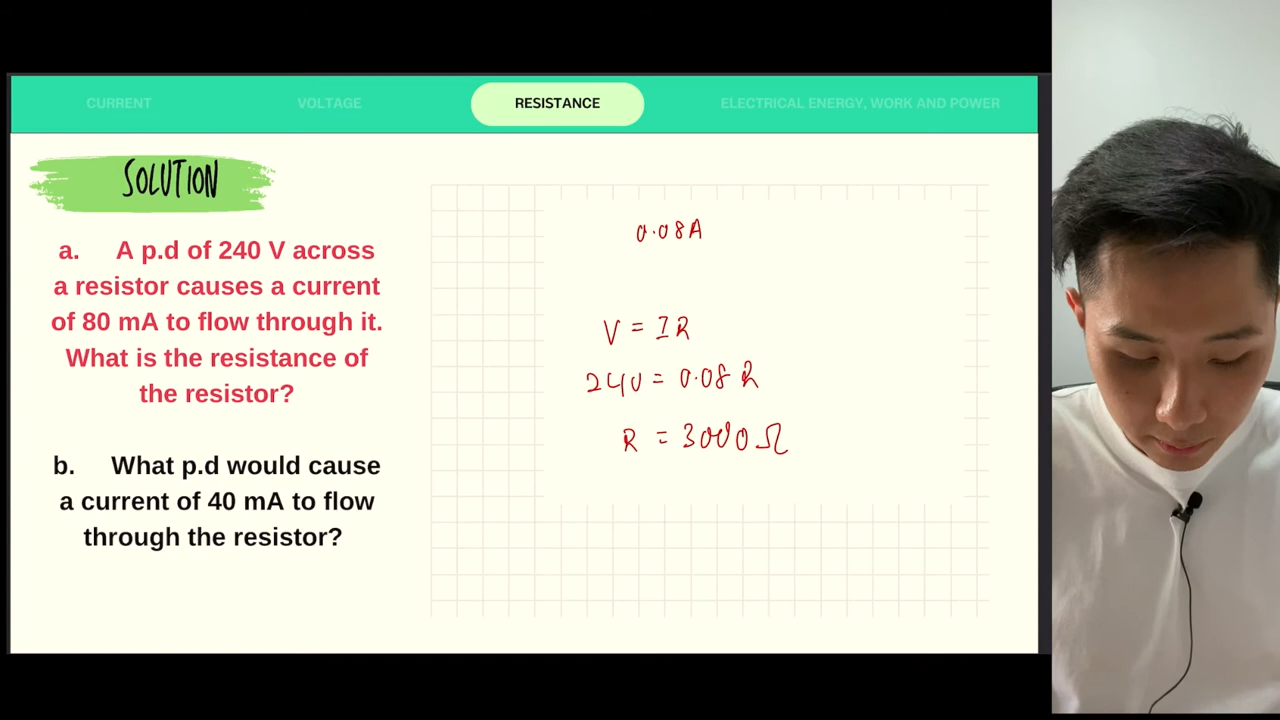 CURRENT VOLTAGE RESISTANCE ELECTRICAL ENERGY, WORK AND POWER
SOLUTION
a. A p.d of 240 V across
a resistor causes a current
of 80 mA to flow through it.
What is the resistance of
the resistor?
b. What p.d would cause
a current of 40 mA to flow
through the resistor?
0.08A
V = IR
240 = 0.08 R
R = 3000 Ω